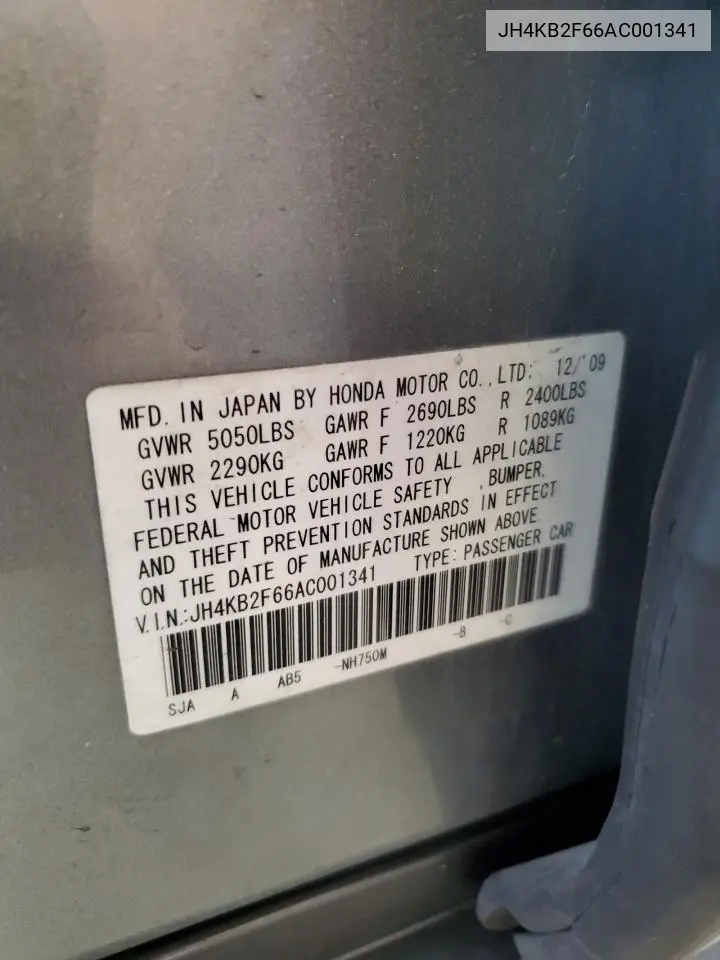 JH4KB2F66AC001341
MFD. IN JAPAN BY HONDA MOTOR CO., LTD: 12/'09
GVWR 5050LBS GAWR F 2690LBS R 2400LBS
GVWR 2290KG GAWR F 1220KG R 1089KG
THIS VEHICLE CONFORMS TO ALL APPLICABLE
FEDERAL MOTOR VEHICLE SAFETY , BUMPER,
AND THEFT PREVENTION STANDARDS IN EFFECT
ON THE DATE OF MANUFACTURE SHOWN ABOVE.
V.I.N.:JH4KB2F66AC001341 TYPE: PASSENGER CAR
SJA A AB5 -NH750M -B -C